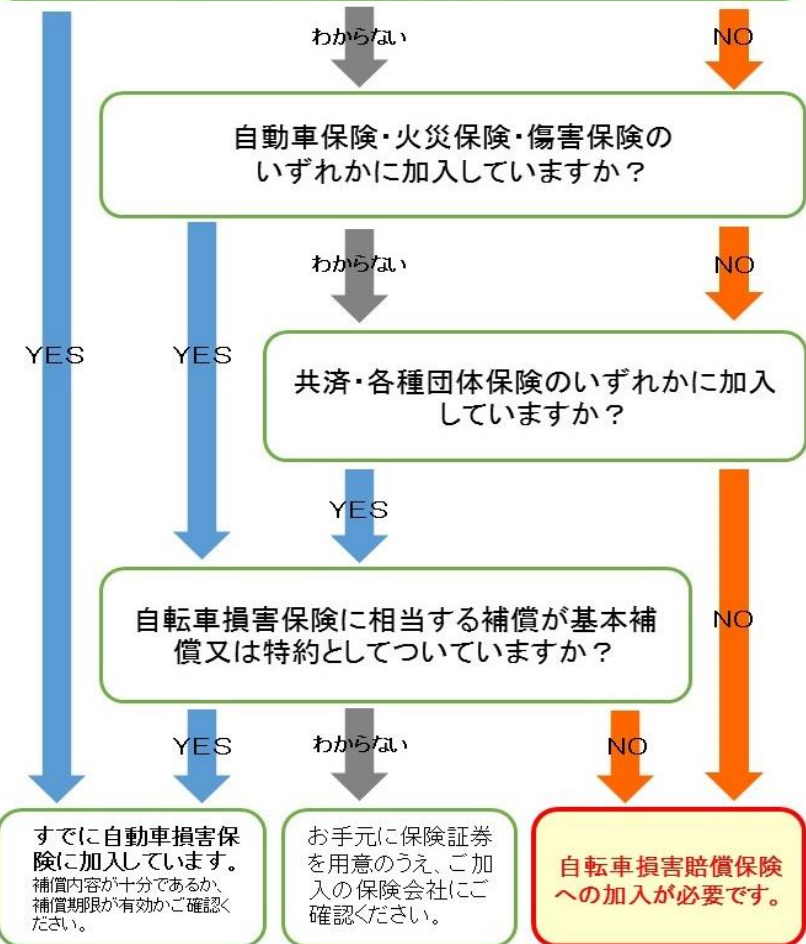 わからない
NO
自動車保険・火災保険・傷害保険の
いずれかに加入していますか？
わからない
NO
YES
YES
共済・各種団体保険のいずれかに加入
していますか？
YES
自転車損害保険に相当する補償が基本補
償又は特約としてついていますか？
NO
YES
わからない
NO
すでに自動車損害保
険に加入しています。
補償内容が十分であるか、
補償期限が有効かご確認く
ださい。
お手元に保険証券
を用意のうえ、ご加
入の保険会社にご
確認ください。
自転車損害賠償保険
への加入が必要です。